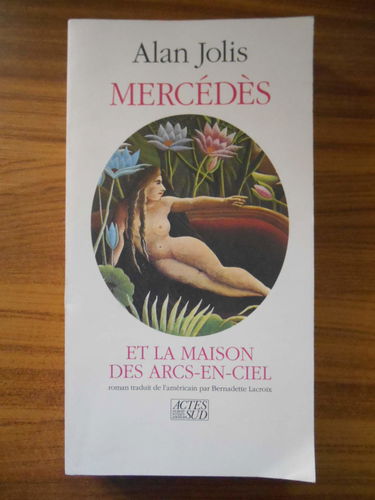 Alan Jolis
MERCÉDÈS
ET LA MAISON
DES ARCS-EN-CIEL
roman traduit de l'américain par Bernadette Lacroix
ACTES
SUD